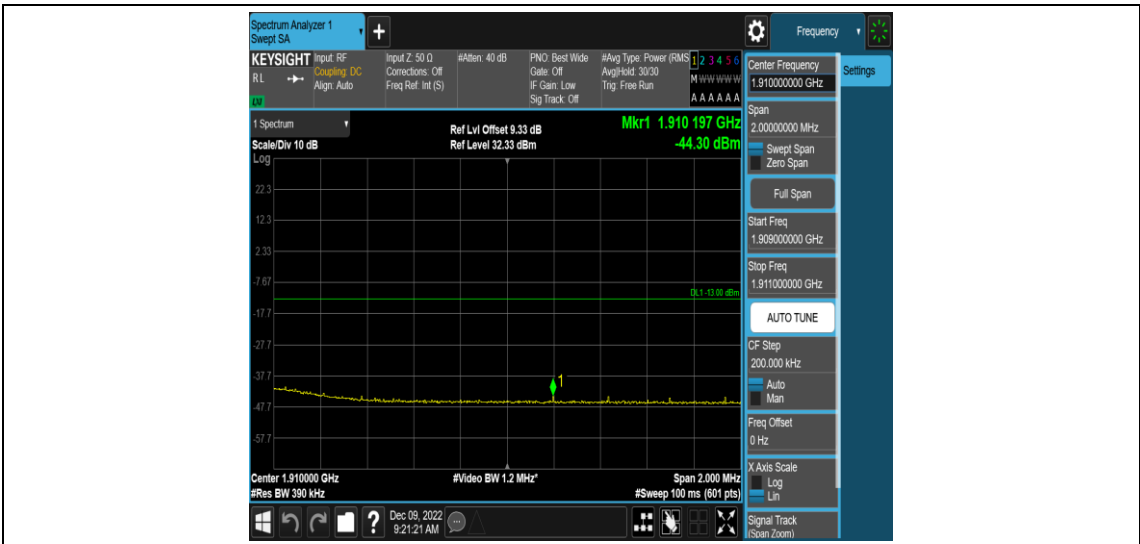 Spectrum Analyzer 1
Swept SA
+
Frequency
KEYSIGHT
RL
LXI
Input: RF
Coupling: DC
Align: Auto
Input Z: 50 Ω
Corrections: Off
Freq Ref: Int (S)
#Atten: 40 dB
PNO: Best Wide
Gate: Off
IF Gain: Low
Sig Track: Off
#Avg Type: Power (RMS
Avg|Hold: 30/30
Trig: Free Run
1 2 3 4 5 6
M W W W W W
A A A A A A
Center Frequency
1.910000000 GHz
Settings
Span
2.00000000 MHz
Swept Span
Zero Span
Full Span
Start Freq
1.909000000 GHz
Stop Freq
1.911000000 GHz
AUTO TUNE
CF Step
200.000 kHz
Auto
Man
Freq Offset
0 Hz
X Axis Scale
Log
Lin
Signal Track
(Span Zoom)
1 Spectrum
Scale/Div 10 dB
Log
Ref Lvl Offset 9.33 dB
Ref Level 32.33 dBm
Mkr1 1.910 197 GHz
-44.30 dBm
22.3
12.3
2.33
-7.67
DL1 -13.00 dBm
-17.7
-27.7
-37.7
1
-47.7
-57.7
Center 1.910000 GHz
#Res BW 390 kHz
#Video BW 1.2 MHz*
Span 2.000 MHz
#Sweep 100 ms (601 pts)
?
Dec 09, 2022
9:21:21 AM